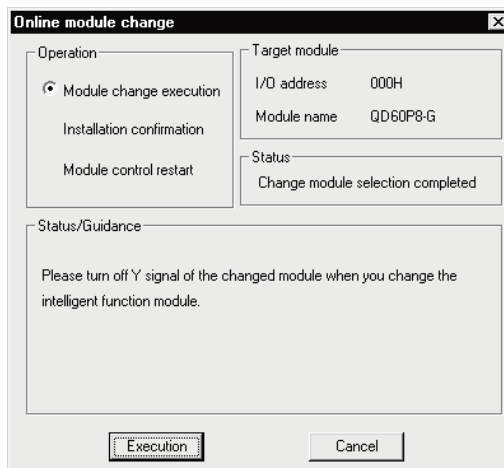 Online module change
Operation
Module change execution
Installation confirmation
Module control restart
Target module
I/O address 000H
Module name QD60P8-G
Status
Change module selection completed
Status/Guidance
Please turn off Y signal of the changed module when you change the
intelligent function module.
Execution Cancel